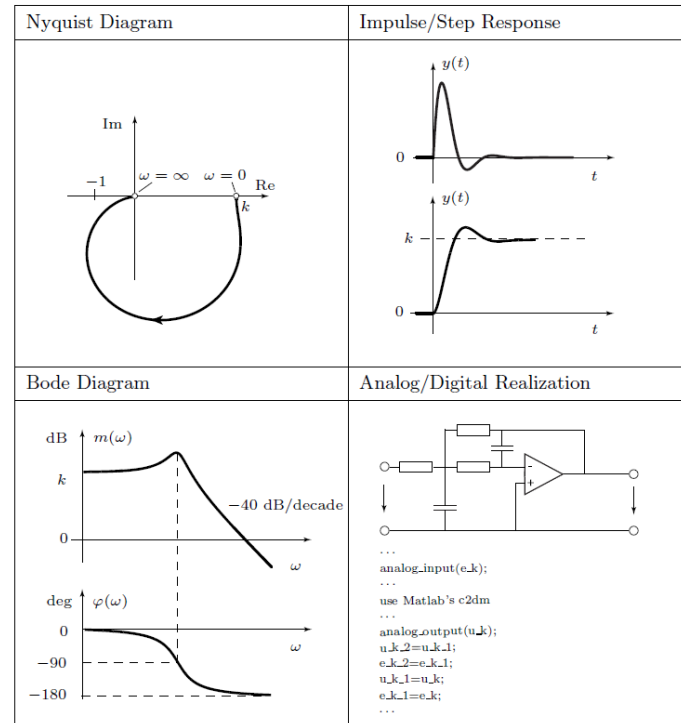 Nyquist Diagram
Impulse/Step Response
Im
−1
ω = ∞ ω = 0
Re
k
y(t)
0
t
y(t)
k
0
t
Bode Diagram
Analog/Digital Realization
dB
m(ω)
k
−40 dB/decade
0
ω
deg
φ(ω)
0
ω
−90
−180
-
+
...
analog_input(e_k);
...
use Matlab's c2dm
...
analog_output(u_k);
u_k_2=u_k_1;
e_k_2=e_k_1;
u_k_1=u_k;
e_k_1=e_k;
...